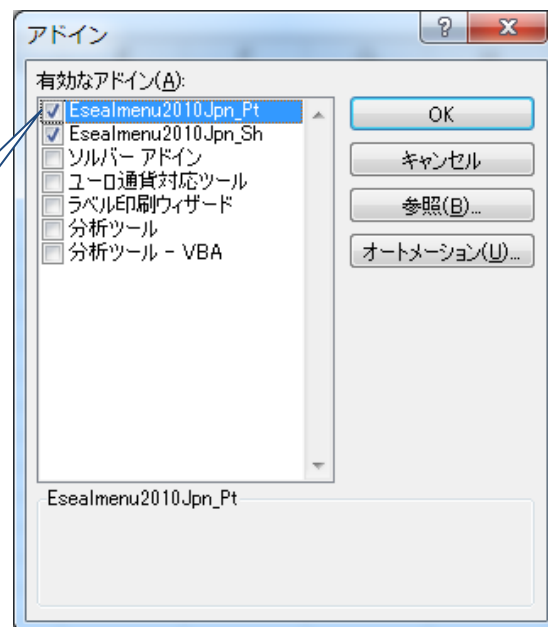 アドイン
有効なアドイン(A):
Esealmenu2010Jpn_Pt
Esealmenu2010Jpn_Sh
ソルバー アドイン
ユーロ通貨対応ツール
ラベル印刷ウィザード
分析ツール
分析ツール - VBA
OK
キャンセル
参照(B)...
オートメーション(U)...
Esealmenu2010Jpn_Pt